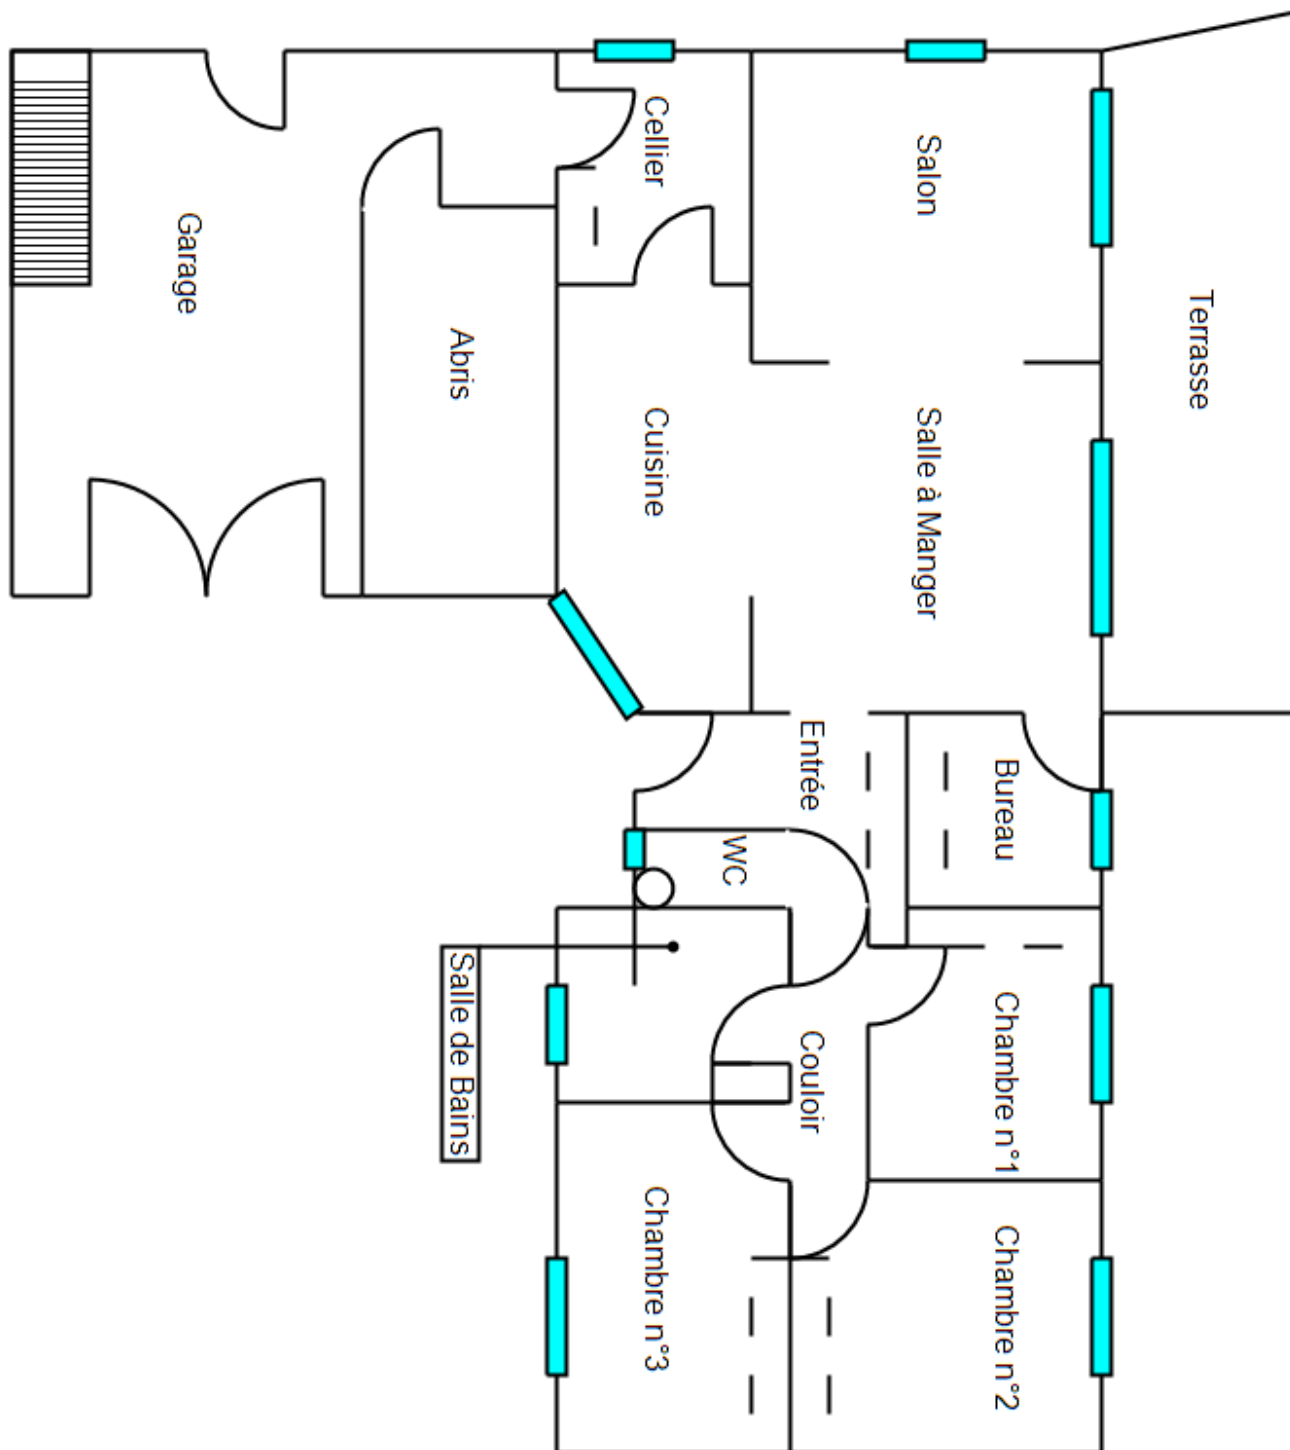 Cellier
Salon
Garage
Terrasse
Abris
Cuisine
Salle à Manger
Entrée
Bureau
WC
Salle de Bains
Couloir
Chambre n°1
Chambre n°3
Chambre n°2